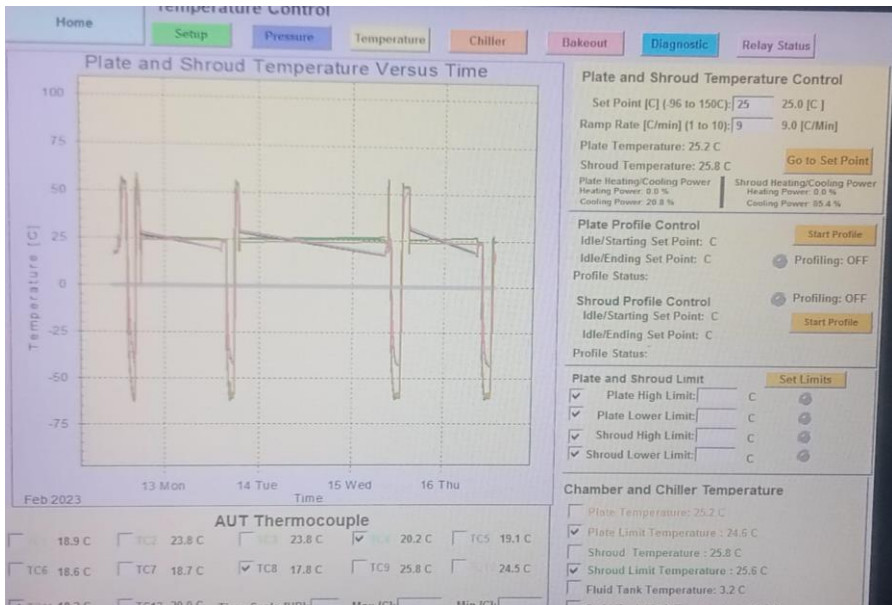 Temperature Control
Home
Setup
Pressure
Temperature
Chiller
Bakeout
Diagnostic
Relay Status
Plate and Shroud Temperature Versus Time
100
75
50
25
0
-25
-50
-75
Temperature [C]
13 Mon
14 Tue
15 Wed
16 Thu
Feb 2023
Time
Plate and Shroud Temperature Control
Set Point [C] (-96 to 150C): 25 25.0 [C ]
Ramp Rate [C/min] (1 to 10): 9 9.0 [C/Min]
Plate Temperature: 25.2 C
Shroud Temperature: 25.8 C
Go to Set Point
Plate Heating/Cooling Power
Heating Power: 0.0 %
Cooling Power: 20.8 %
Shroud Heating/Cooling Power
Heating Power: 0.0 %
Cooling Power: 85.4 %
Plate Profile Control
Start Profile
Idle/Starting Set Point: C
Idle/Ending Set Point: C
Profiling: OFF
Profile Status:
Shroud Profile Control
Profiling: OFF
Idle/Starting Set Point: C
Start Profile
Idle/Ending Set Point: C
Profile Status:
Plate and Shroud Limit
Set Limits
Plate High Limit: C
Plate Lower Limit: C
Shroud High Limit: C
Shroud Lower Limit: C
Chamber and Chiller Temperature
Plate Temperature: 25.2 C
Plate Limit Temperature : 24.6 C
Shroud Temperature : 25.8 C
Shroud Limit Temperature : 25.6 C
Fluid Tank Temperature: 3.2 C
AUT Thermocouple
18.9 C TC2 23.8 C 23.8 C 20.2 C TC5 19.1 C
TC6 18.6 C TC7 18.7 C TC8 17.8 C TC9 25.8 C 24.5 C